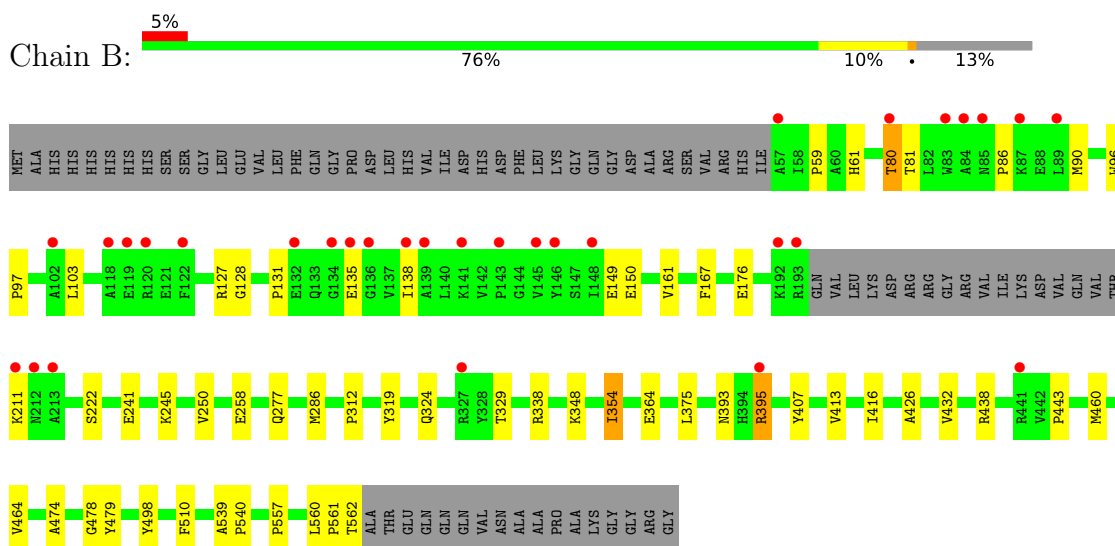 5%
Chain B:
76% 10% • 13%
MET ALA HIS HIS HIS HIS HIS HIS SER SER GLY LEU GLU VAL LEU PHE GLN GLY PRO ASP LEU HIS VAL ILE ASP HIS ASP PHE LEU LYS GLY GLN GLY ASP ALA ARG SER VAL ARG HIS ILE A57 I58 P59 A60 H61 T80 T81 L82 W83 A84 N85 P86 K87 E88 L89 M90 W96
P97 A102 L103 A118 E119 R120 E121 F122 R127 G128 P131 E132 Q133 G134 E135 G136 V137 I138 A139 G140 K141 V142 P143 G144 V145 Y146 S147 I148 E149 E150 V161 F167 E176 K192 R193 GLN VAL LEU LYS ASP ARG ARG GLY ARG VAL ILE LYS ASP VAL GLN VAL THR
K211 N212 A213 S222 E241 K245 V250 E258 Q277 M286 P312 Y319 Q324 R327 Y328 T329 R338 K348 I354 E364 L375 N393 H394 R395 Y407 V413 I416 A426 V432 R438 R441 V442 P443 M460
V464 A474 G478 Y479 Y498 F510 A539 P540 P557 L560 P561 T562 ALA THR GLU GLN GLN GLN VAL ASN ALA ALA PRO ALA LYS GLY GLY ARG GLY